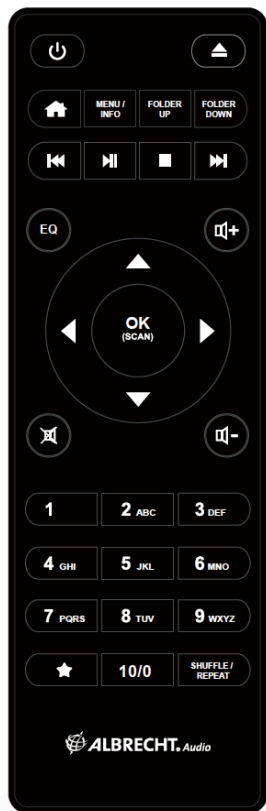 MENU / INFO
FOLDER UP
FOLDER DOWN
EQ
OK
(SCAN)
1
2 ABC
3 DEF
4 GHI
5 JKL
6 MNO
7 PQRS
8 TUV
9 WXYZ
10/0
SHUFFLE / REPEAT
ALBRECHT. Audio